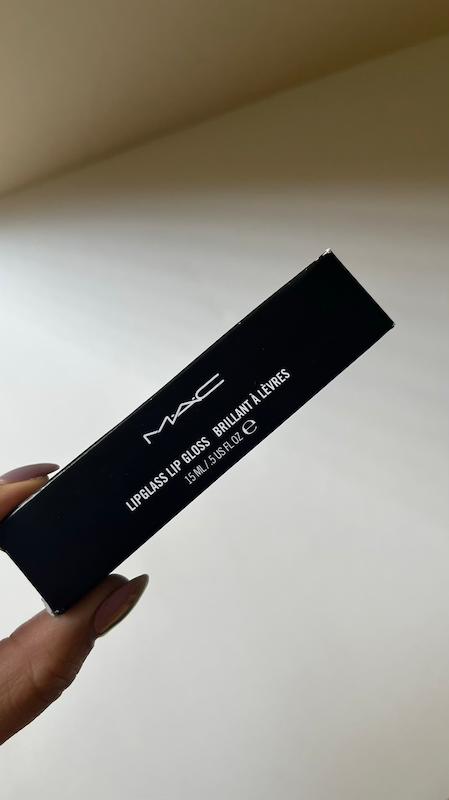 MAC
LIPGLASS LIP GLOSS BRILLANT À LÈVRES
15 ML / .5 US FL OZ ℮